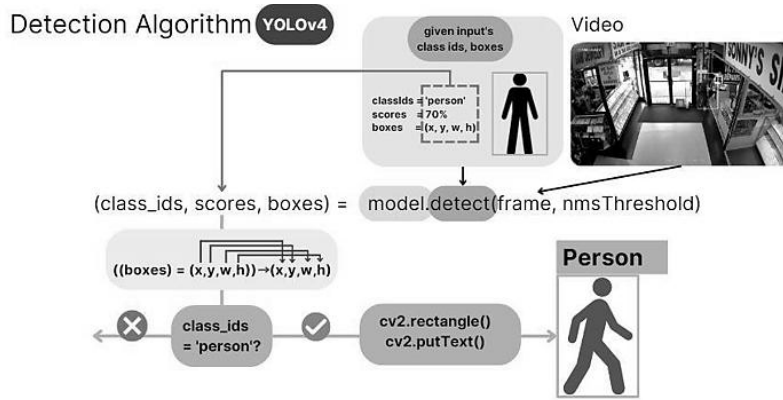 Detection Algorithm YOLOv4
given input's
class ids, boxes
Video
SONNY'S
classIds = 'person'
scores = 70%
boxes = (x, y, w, h)
(class_ids, scores, boxes) = model.detect(frame, nmsThreshold)
((boxes) = (x,y,w,h))→(x,y,w,h)
Person
class_ids
= 'person'?
cv2.rectangle()
cv2.putText()